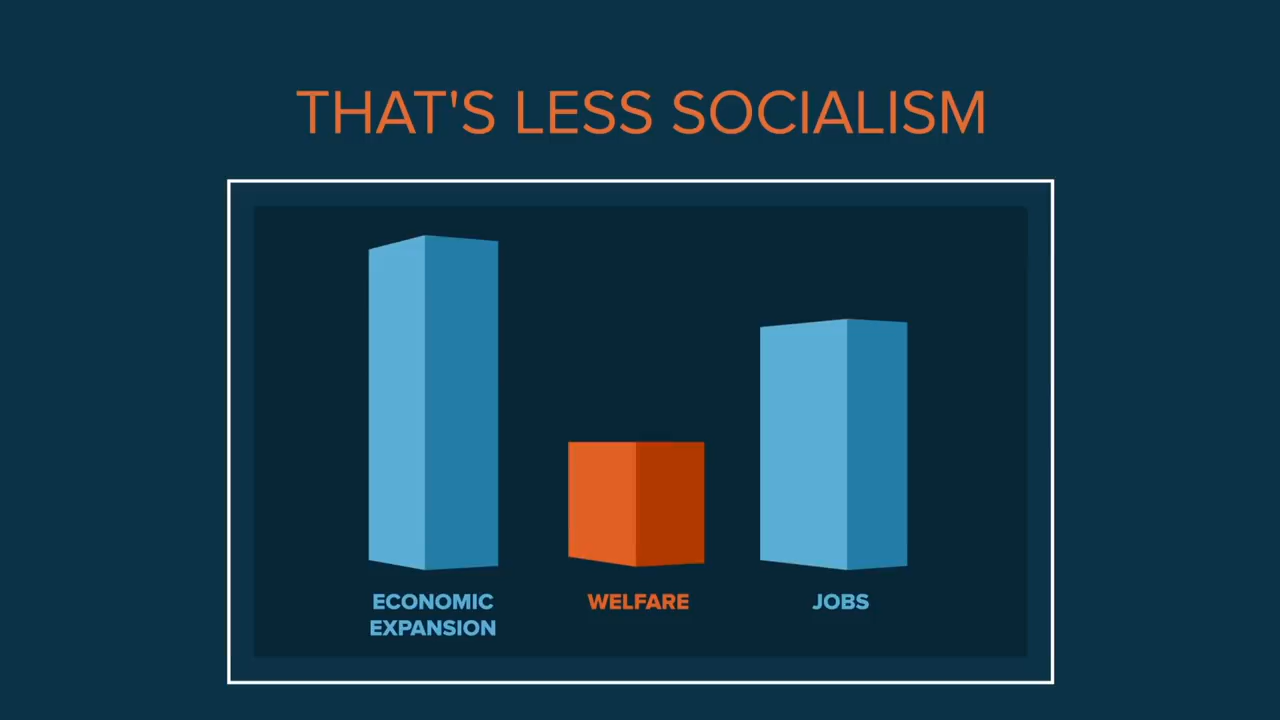 THAT'S LESS SOCIALISM
ECONOMIC
EXPANSION
WELFARE
JOBS